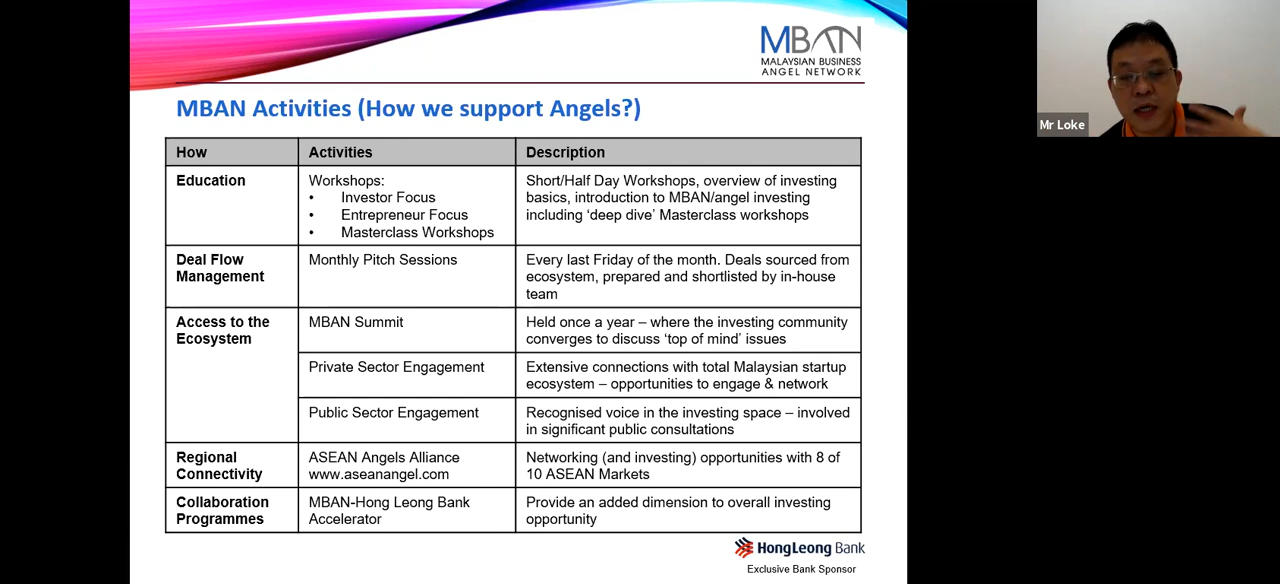 MBAN
MALAYSIAN BUSINESS
ANGEL NETWORK
Mr Loke
MBAN Activities (How we support Angels?)
How
Activities
Description
Education
Workshops:
• Investor Focus
• Entrepreneur Focus
• Masterclass Workshops
Short/Half Day Workshops, overview of investing
basics, introduction to MBAN/angel investing
including ‘deep dive’ Masterclass workshops
Deal Flow
Management
Monthly Pitch Sessions
Every last Friday of the month. Deals sourced from
ecosystem, prepared and shortlisted by in-house
team
Access to the
Ecosystem
MBAN Summit
Held once a year – where the investing community
converges to discuss ‘top of mind’ issues
Private Sector Engagement
Extensive connections with total Malaysian startup
ecosystem – opportunities to engage & network
Public Sector Engagement
Recognised voice in the investing space – involved
in significant public consultations
Regional
Connectivity
ASEAN Angels Alliance
www.aseanangel.com
Networking (and investing) opportunities with 8 of
10 ASEAN Markets
Collaboration
Programmes
MBAN-Hong Leong Bank
Accelerator
Provide an added dimension to overall investing
opportunity
HongLeong Bank
Exclusive Bank Sponsor